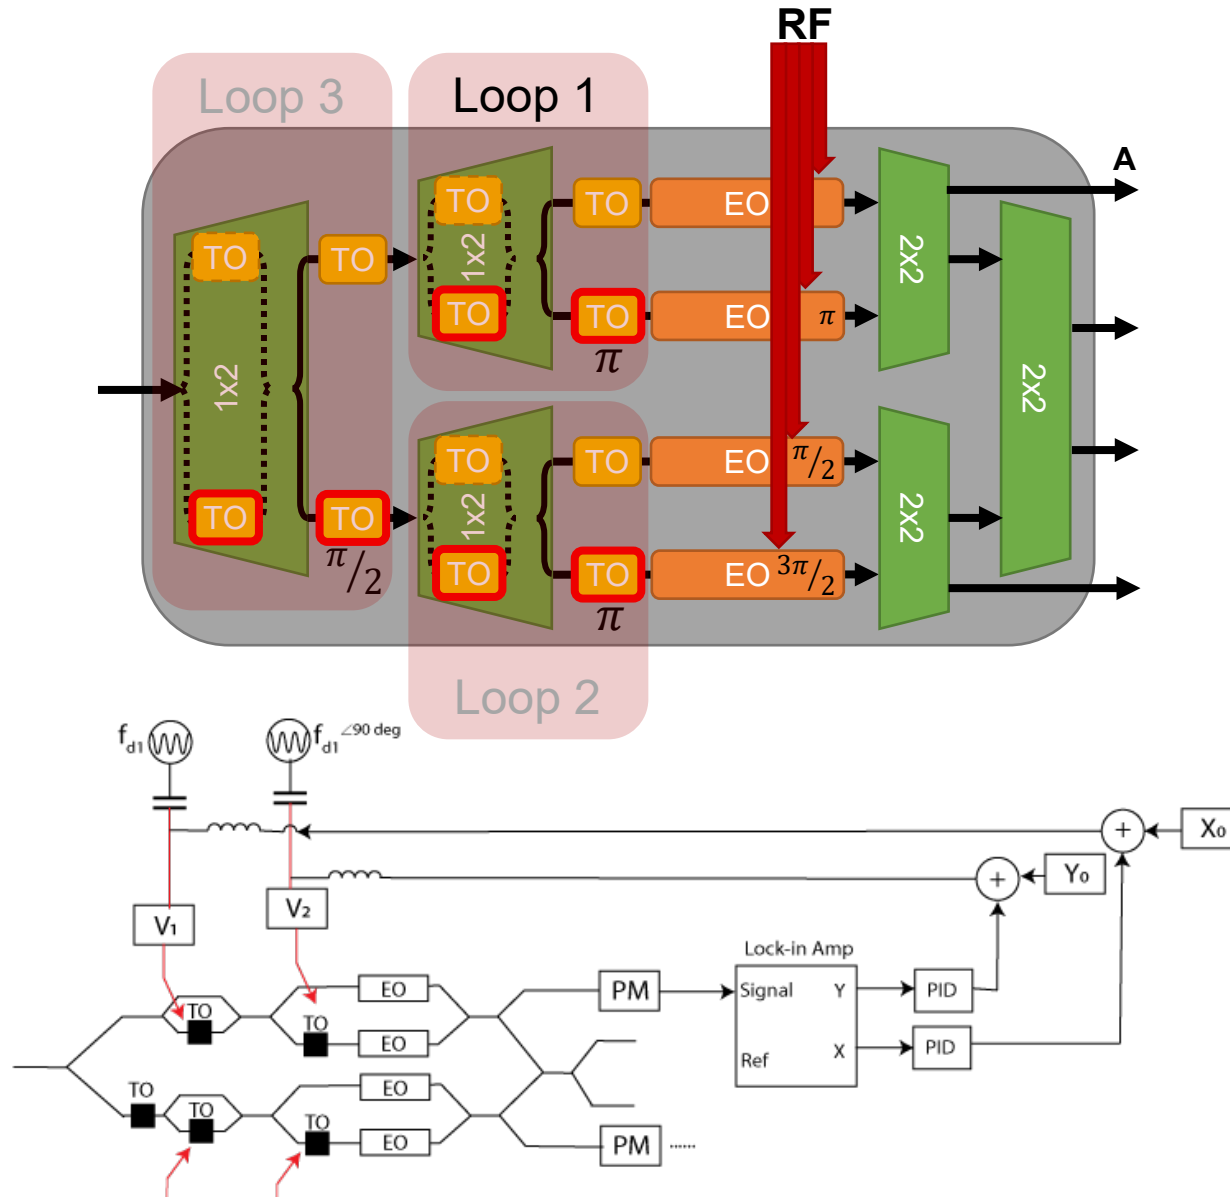 RF
Loop 3
Loop 1
A
TO
TO
EO
TO
TO
1x2
2x2
1x2
TO
TO
EO
π
π
1x2
2x2
TO
TO
EO
π/2
TO
TO
1x2
2x2
π/2
TO
TO
EO
3π/2
π
Loop 2
fd1
fd1 ∠90 deg
+
X0
+
Y0
V1
V2
Lock-in Amp
EO
PM
Signal
Y
PID
TO
TO
EO
Ref
X
PID
TO
TO
TO
EO
EO
PM
......